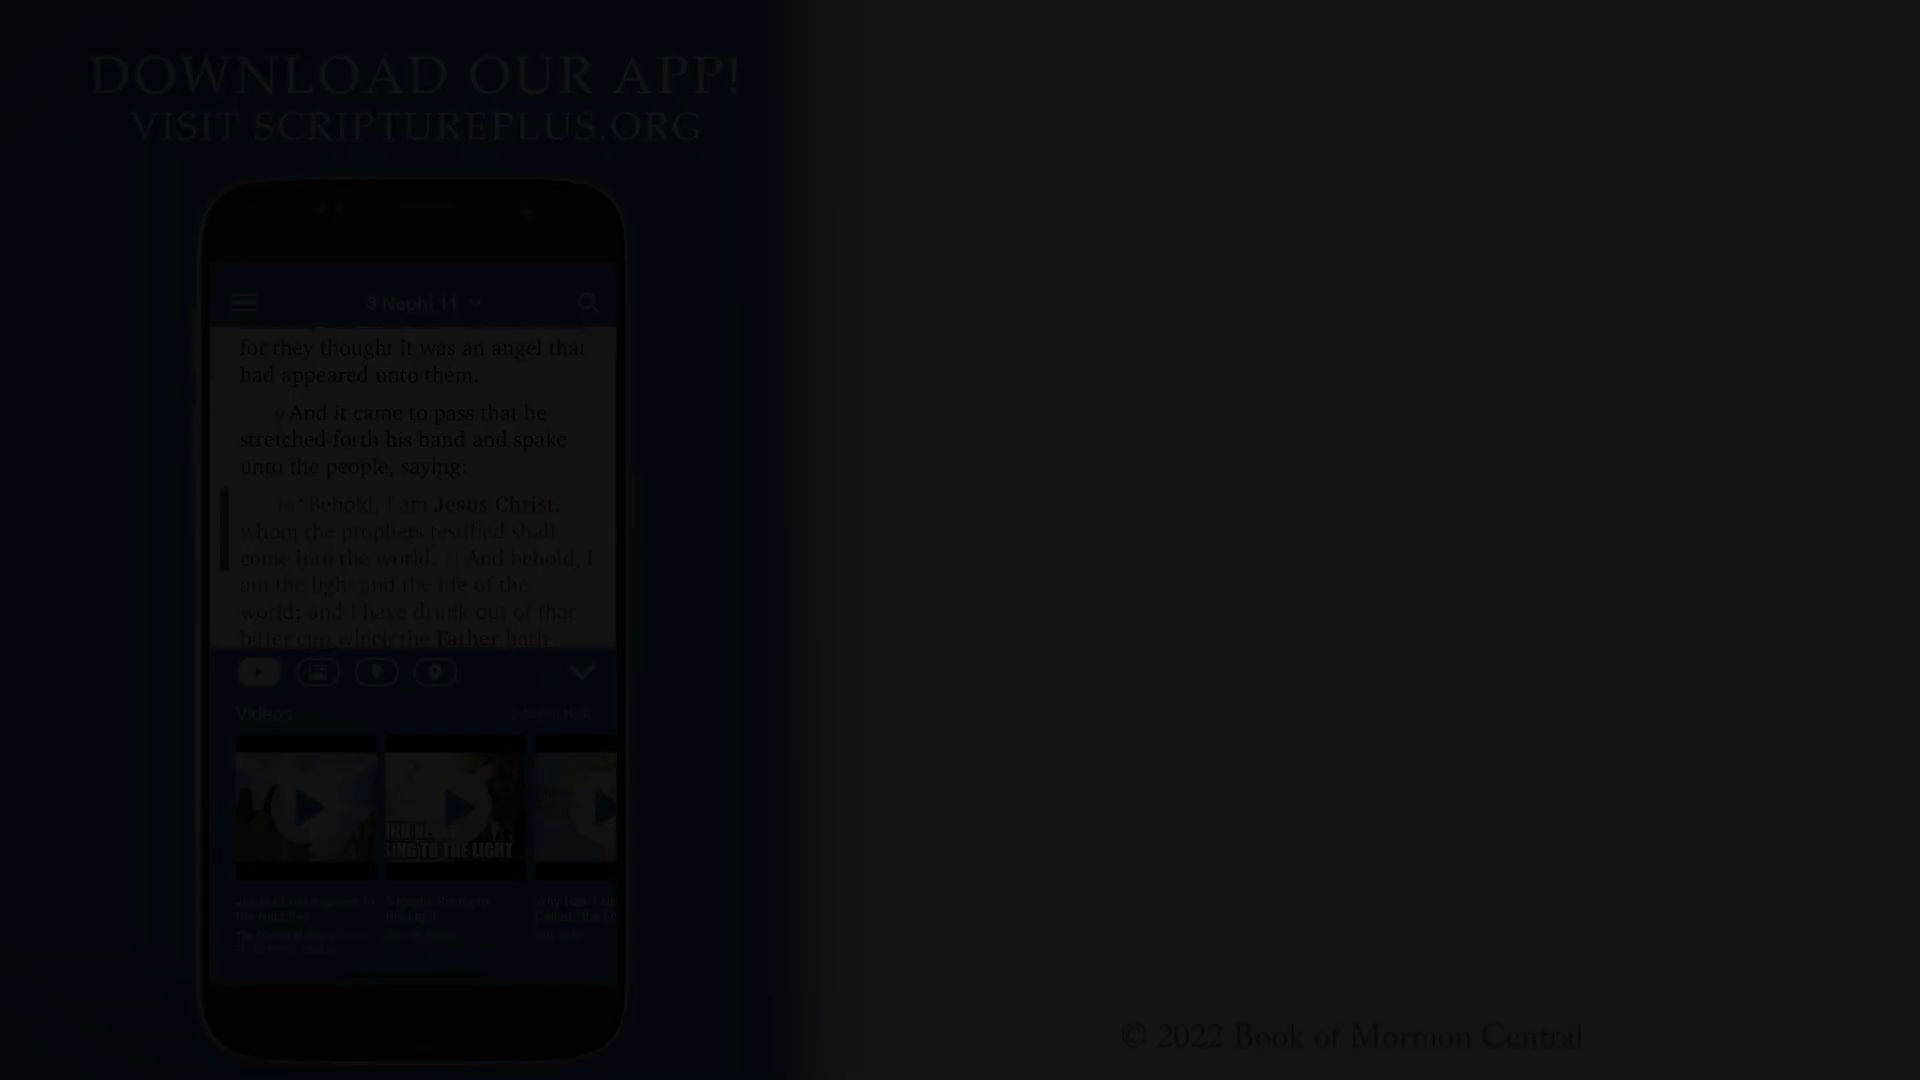 DOWNLOAD OUR APP!
VISIT SCRIPTUREPLUS.ORG
3 Nephi 11
for they thought it was an angel that
had appeared unto them.
9 And it came to pass that he
stretched forth his hand and spake
unto the people, saying:
10 “Behold, I am Jesus Christ,
whom the prophets testified shall
come into the world. 11 And behold, I
am the light and the life of the
world; and I have drunk out of that
bitter cup which the Father hath
Videos
SING TO THE LIGHT
© 2022 Book of Mormon Central